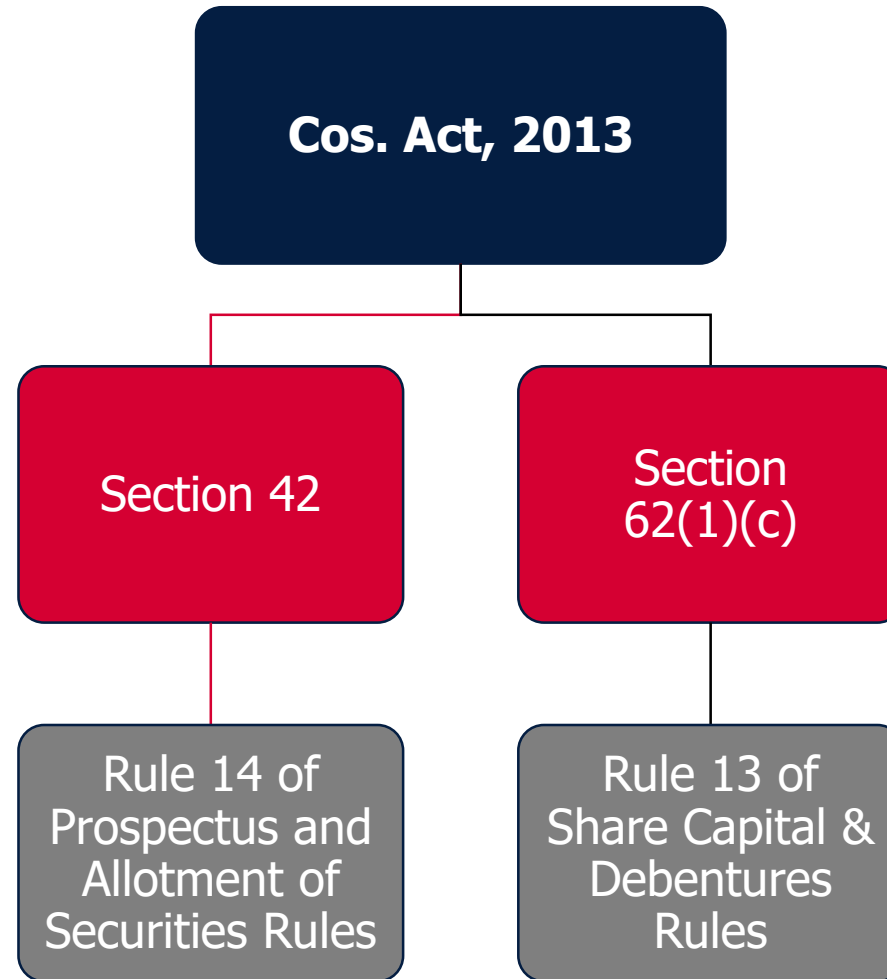 Cos. Act, 2013
Section 42
Section
62(1)(c)
Rule 14 of
Prospectus and
Allotment of
Securities Rules
Rule 13 of
Share Capital &
Debentures
Rules